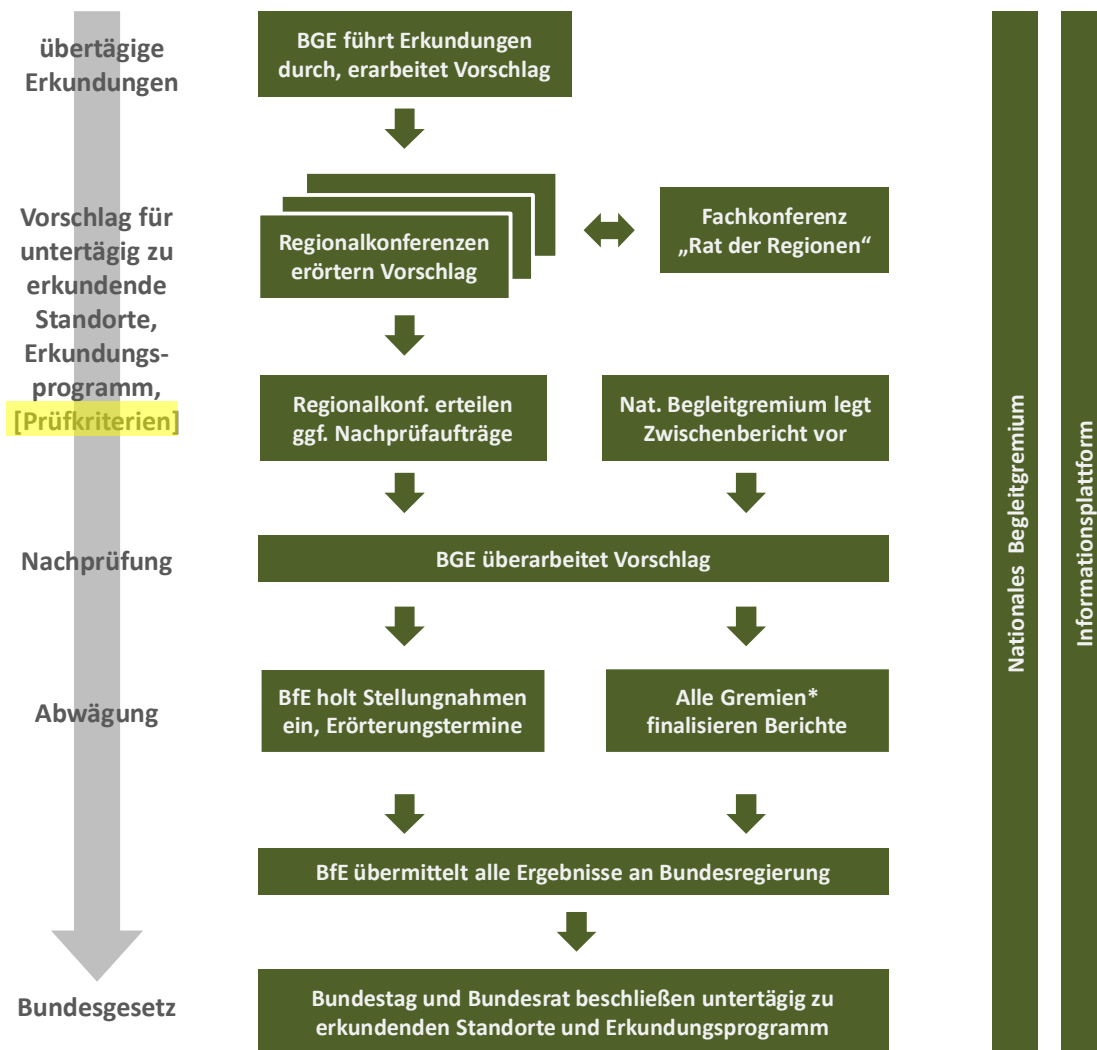 übertägige
Erkundungen
BGE führt Erkundungen
durch, erarbeitet Vorschlag
Vorschlag für
untertägig zu
erkundende
Standorte,
Erkundungs-
programm,
[Prüfkriterien]
Regionalkonferenzen
erörtern Vorschlag
Fachkonferenz
„Rat der Regionen“
Regionalkonf. erteilen
ggf. Nachprüfaufträge
Nat. Begleitgremium legt
Zwischenbericht vor
Nachprüfung
BGE überarbeitet Vorschlag
Abwägung
BfE holt Stellungnahmen
ein, Erörterungstermine
Alle Gremien*
finalisieren Berichte
BfE übermittelt alle Ergebnisse an Bundesregierung
Bundesgesetz
Bundestag und Bundesrat beschließen untertägig zu
erkundenden Standorte und Erkundungsprogramm
Nationales Begleitgremium
Informationsplattform